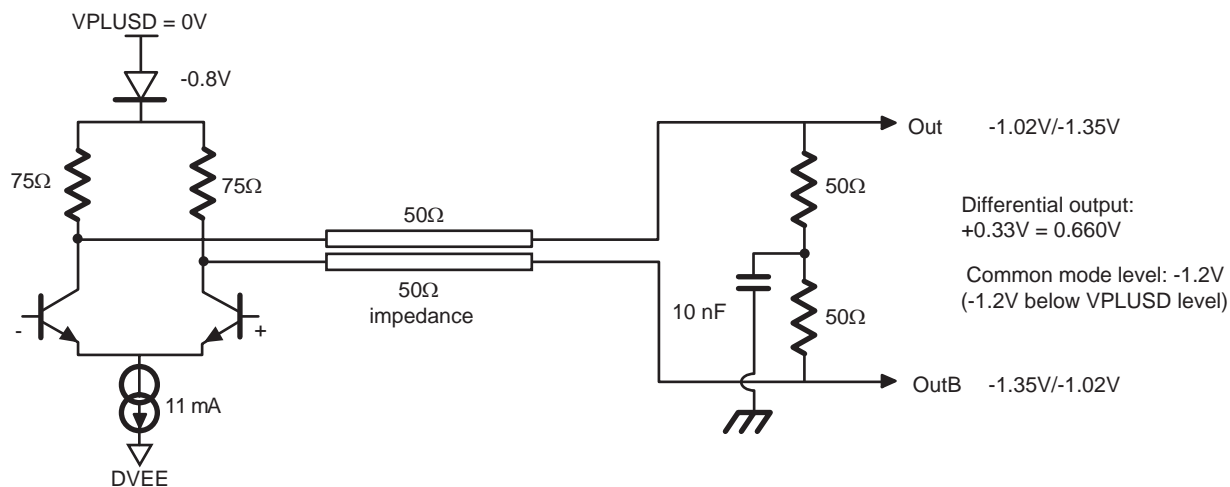 VPLUSD = 0V
-0.8V
75Ω
75Ω
50Ω
50Ω
impedance
-
+
11 mA
DVEE
10 nF
50Ω
50Ω
Out
-1.02V/-1.35V
Differential output:
+0.33V = 0.660V
Common mode level: -1.2V
(-1.2V below VPLUSD level)
OutB
-1.35V/-1.02V